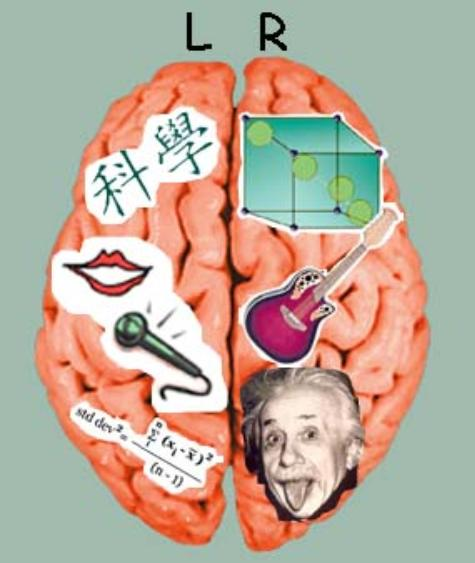 L R
科學
std dev² = Σ (xᵢ - x̄)² / (n - 1)
n
i